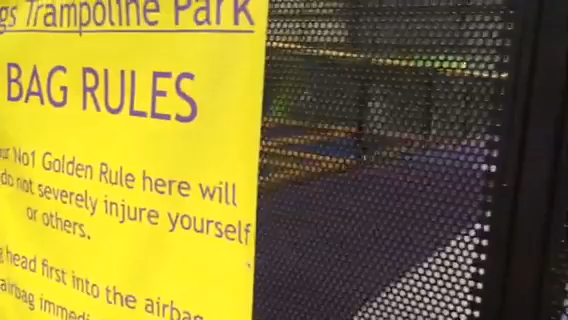 gs Trampoline Park
BAG RULES
our No1 Golden Rule here will
do not severely injure yourself
or others.
head first into the airbag
airbag immedi